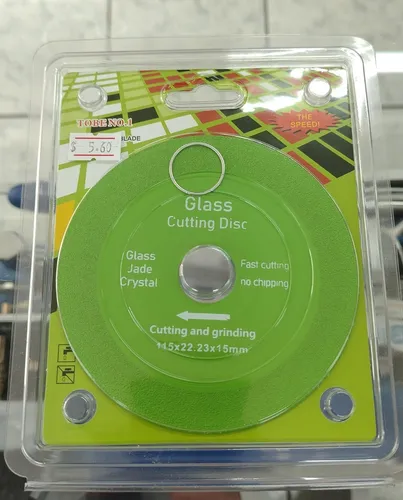 TORE NO.1
BLADE
$ 5.60
THE
SPEED!
Glass
Cutting Disc
Glass
Jade
Crystal
Fast cutting
no chipping
Cutting and grinding
115x22.23x15mm